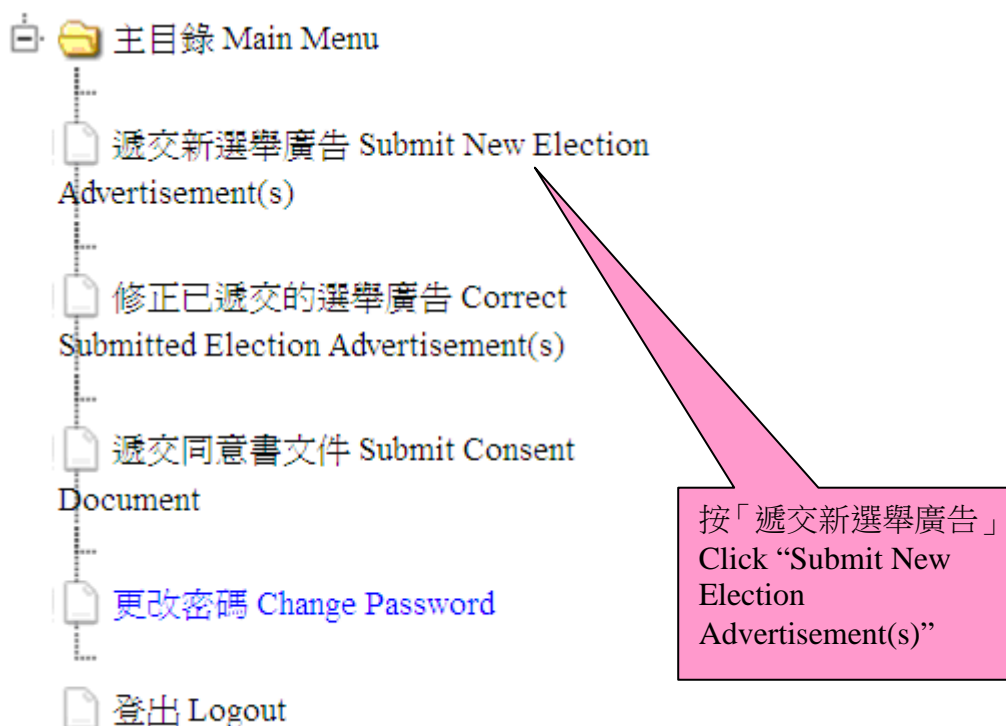 主目錄 Main Menu
遞交新選舉廣告 Submit New Election
Advertisement(s)
修正已遞交的選舉廣告 Correct
Submitted Election Advertisement(s)
遞交同意書文件 Submit Consent
Document
更改密碼 Change Password
登出 Logout
按「遞交新選舉廣告」
Click “Submit New
Election
Advertisement(s)”